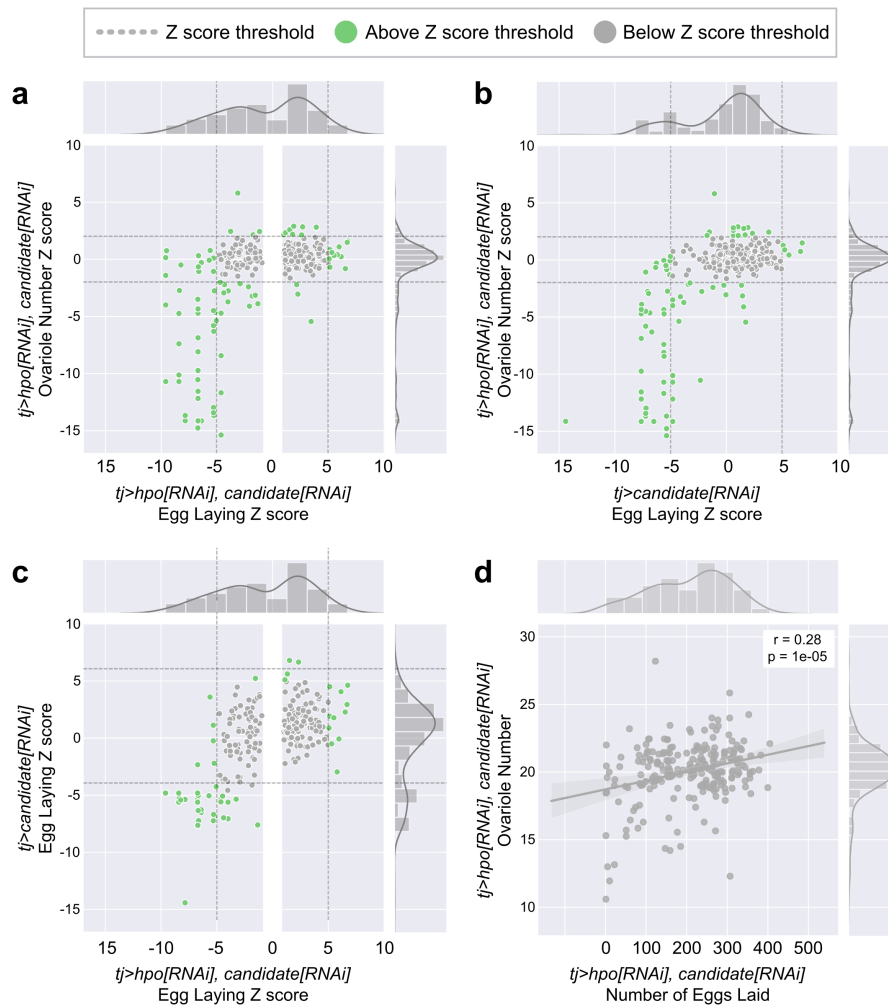 Z score threshold Above Z score threshold Below Z score threshold
a
10
5
0
-5
-10
-15
tj>hpo[RNAi], candidate[RNAi]
Ovariole Number Z score
15 -10 -5 0 5 10
tj>hpo[RNAi], candidate[RNAi]
Egg Laying Z score
b
10
5
0
-5
-10
-15
tj>hpo[RNAi], candidate[RNAi]
Ovariole Number Z score
15 -10 -5 0 5 10
tj>candidate[RNAi]
Egg Laying Z score
c
10
5
0
-5
-10
-15
tj>candidate[RNAi]
Egg Laying Z score
15 -10 -5 0 5 10
tj>hpo[RNAi], candidate[RNAi]
Egg Laying Z score
d
r = 0.28
p = 1e-05
30
25
20
15
10
tj>hpo[RNAi], candidate[RNAi]
Ovariole Number
0 100 200 300 400 500
tj>hpo[RNAi], candidate[RNAi]
Number of Eggs Laid